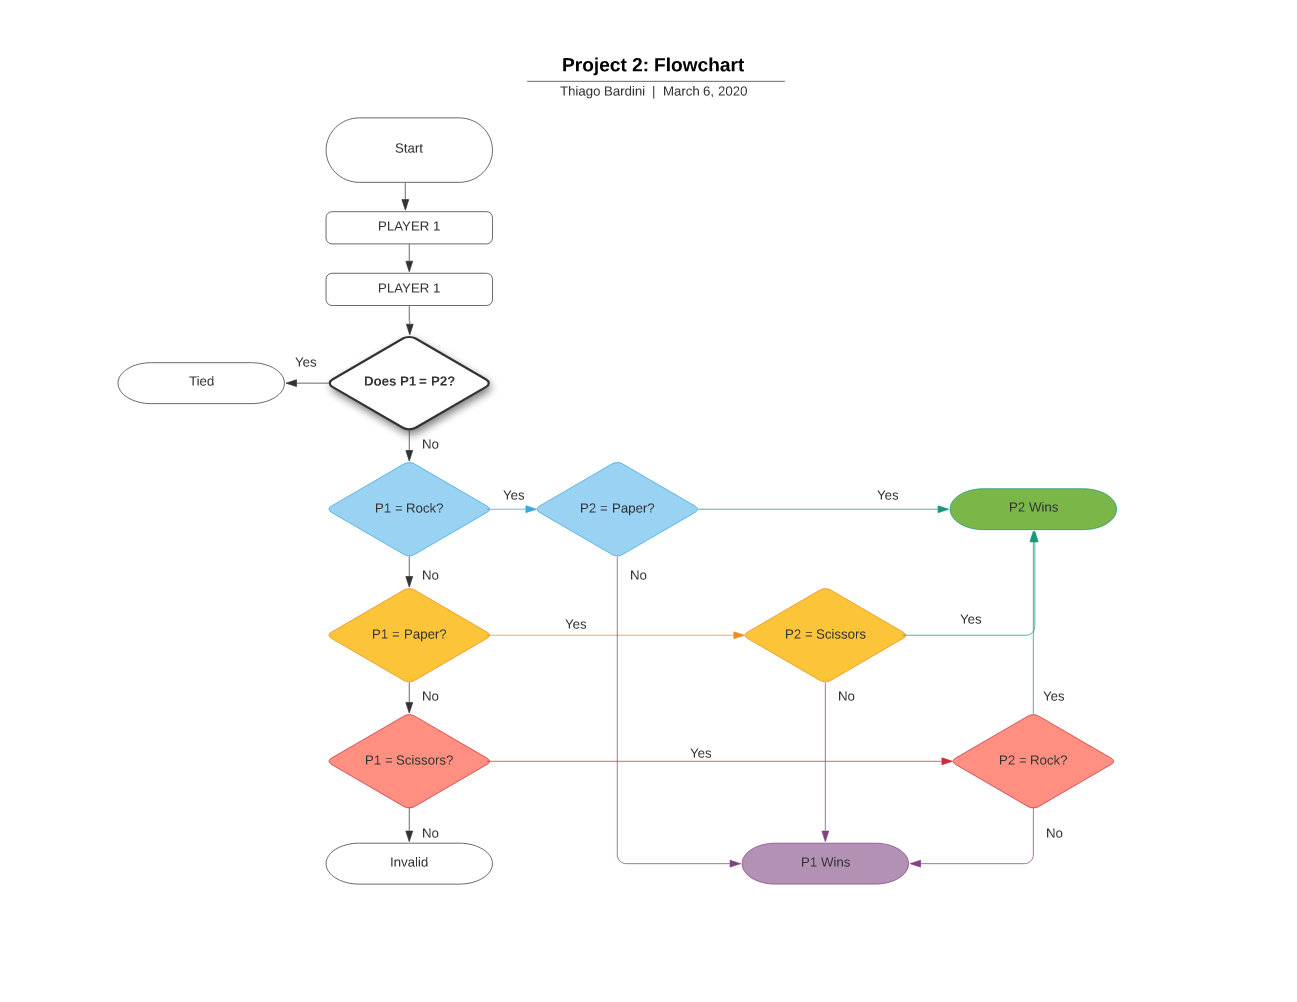 Project 2: Flowchart
Thiago Bardini | March 6, 2020
Start
PLAYER 1
PLAYER 1
Does P1 = P2?
Yes
Tied
No
P1 = Rock?
Yes
P2 = Paper?
Yes
P2 Wins
No
No
P1 = Paper?
Yes
P2 = Scissors
Yes
No
No
Yes
P1 = Scissors?
Yes
P2 = Rock?
No
No
Invalid
P1 Wins